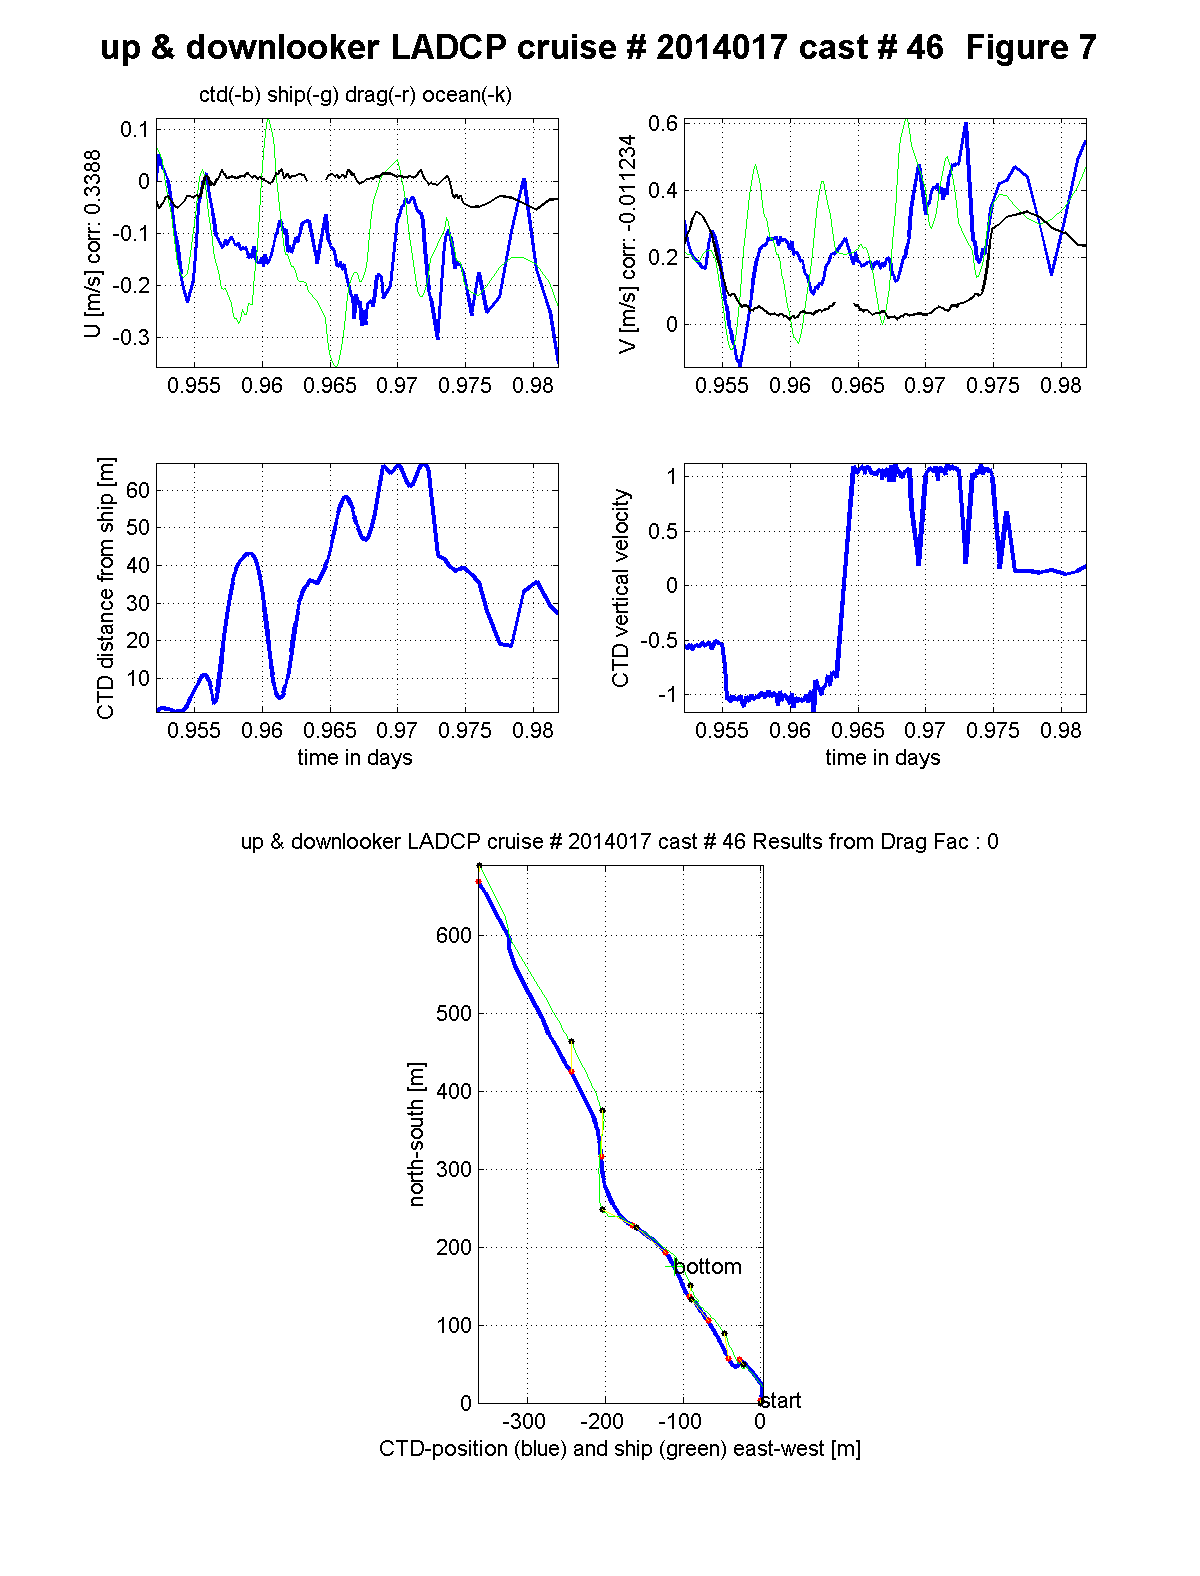 up & downlooker LADCP cruise # 2014017 cast # 46  Figure 7
ctd(-b) ship(-g) drag(-r) ocean(-k)
U [m/s] corr: 0.3388
0.1
0
-0.1
-0.2
-0.3
0.955 0.96 0.965 0.97 0.975 0.98
V [m/s] corr: -0.011234
0.6
0.4
0.2
0
0.955 0.96 0.965 0.97 0.975 0.98
CTD distance from ship [m]
60
50
40
30
20
10
0.955 0.96 0.965 0.97 0.975 0.98
time in days
CTD vertical velocity
1
0.5
0
-0.5
-1
0.955 0.96 0.965 0.97 0.975 0.98
time in days
up & downlooker LADCP cruise # 2014017 cast # 46 Results from Drag Fac : 0
north-south [m]
600
500
400
300
200
100
0
bottom
start
-300 -200 -100 0
CTD-position (blue) and ship (green) east-west [m]